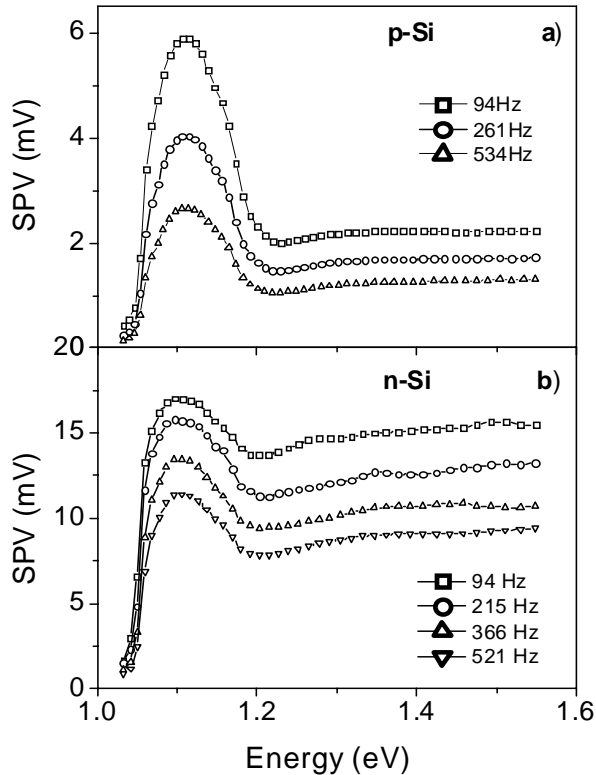 p-Si a)
6
4
2
SPV (mV)
94Hz
261Hz
534Hz
20
n-Si b)
15
10
5
0
SPV (mV)
94 Hz
215 Hz
366 Hz
521 Hz
1.0 1.2 1.4 1.6
Energy (eV)